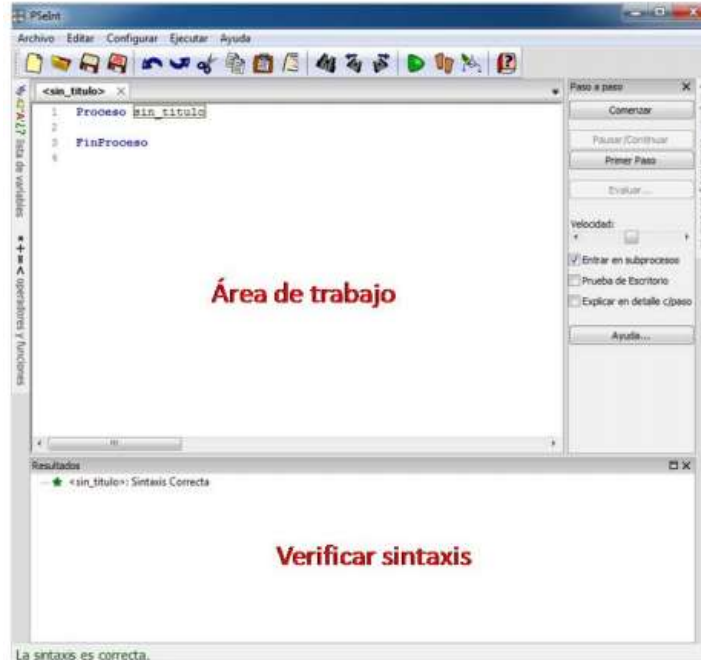 PSeInt
Archivo Editar Configurar Ejecutar Ayuda
<sin_titulo>
1 Proceso sin_titulo
2
3 FinProceso
4
lista de variables
operadores y funciones
Área de trabajo
Paso a paso
Comenzar
Pausar/Continuar
Primer Paso
Evaluar...
Velocidad:
Entrar en subprocesos
Prueba de Escritorio
Explicar en detalle c/paso
Ayuda...
Resultados
<sin_titulo>: Sintaxis Correcta
Verificar sintaxis
La sintaxis es correcta.